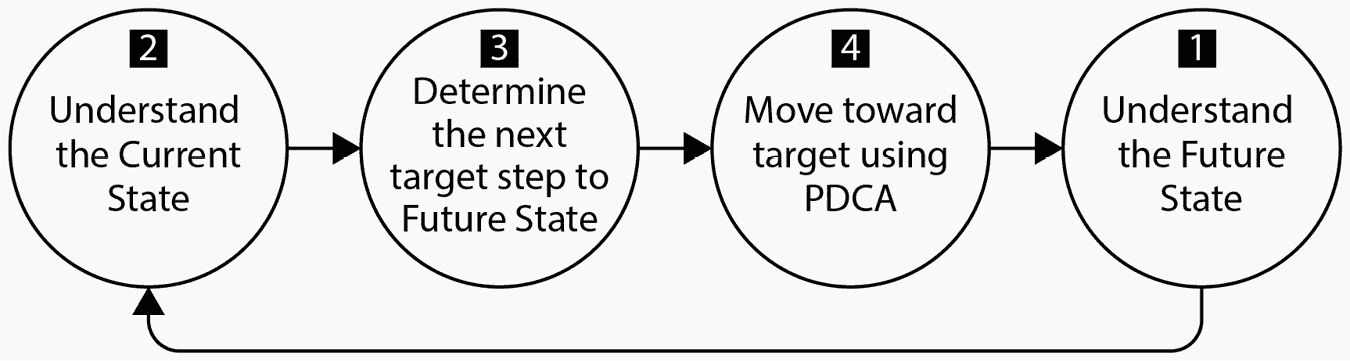 2
Understand
the Current
State
3
Determine
the next
target step to
Future State
4
Move toward
target using
PDCA
1
Understand
the Future
State